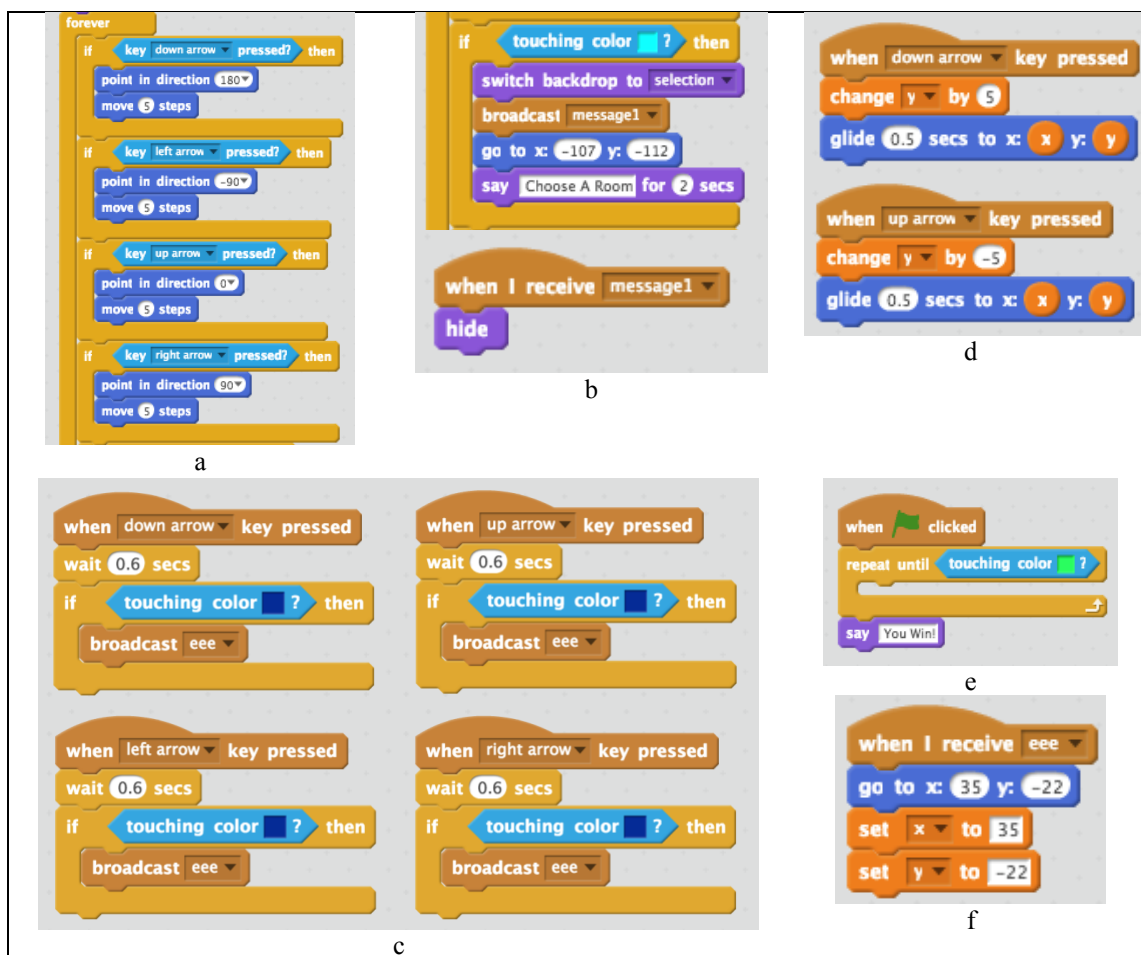 forever
if key down arrow pressed? then
point in direction 180
move 5 steps
if key left arrow pressed? then
point in direction -90
move 5 steps
if key up arrow pressed? then
point in direction 0
move 5 steps
if key right arrow pressed? then
point in direction 90
move 5 steps
a
if touching color ? then
switch backdrop to selection
broadcast message1
go to x: -107 y: -112
say Choose A Room for 2 secs
when I receive message1
hide
b
when down arrow key pressed
change y by 5
glide 0.5 secs to x: x y: y
when up arrow key pressed
change y by -5
glide 0.5 secs to x: x y: y
d
when down arrow key pressed
wait 0.6 secs
if touching color ? then
broadcast eee
when up arrow key pressed
wait 0.6 secs
if touching color ? then
broadcast eee
when left arrow key pressed
wait 0.6 secs
if touching color ? then
broadcast eee
when right arrow key pressed
wait 0.6 secs
if touching color ? then
broadcast eee
c
when clicked
repeat until touching color ?
say You Win!
e
when I receive eee
go to x: 35 y: -22
set x to 35
set y to -22
f